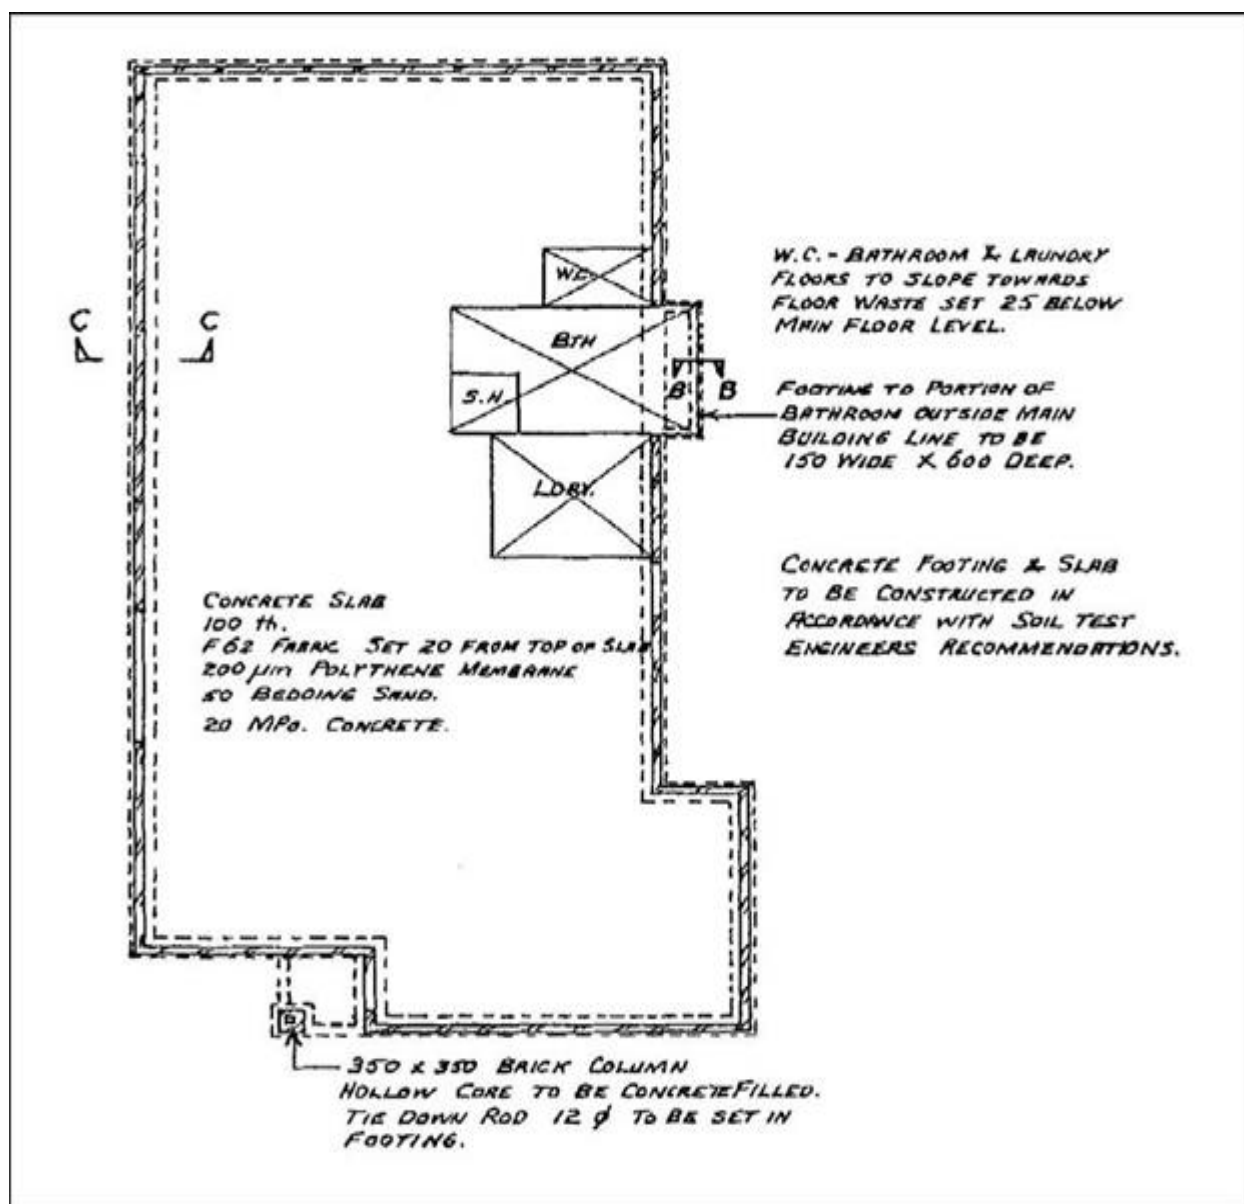 W.C.
W.C. - BATHROOM & LAUNDRY
FLOORS TO SLOPE TOWARDS
FLOOR WASTE SET 25 BELOW
MAIN FLOOR LEVEL.
C C
BTH
S.H.
B B
FOOTING TO PORTION OF
BATHROOM OUTSIDE MAIN
BUILDING LINE TO BE
150 WIDE X 600 DEEP.
LDRY.
CONCRETE FOOTING & SLAB
TO BE CONSTRUCTED IN
ACCORDANCE WITH SOIL TEST
ENGINEERS RECOMMENDATIONS.
CONCRETE SLAB
100 th.
F62 FABRIC SET 20 FROM TOP OF SLAB
200 µm POLYTHENE MEMBRANE
50 BEDDING SAND.
20 MPa. CONCRETE.
350 x 350 BRICK COLUMN
HOLLOW CORE TO BE CONCRETE FILLED.
TIE DOWN ROD 12 ϕ TO BE SET IN
FOOTING.